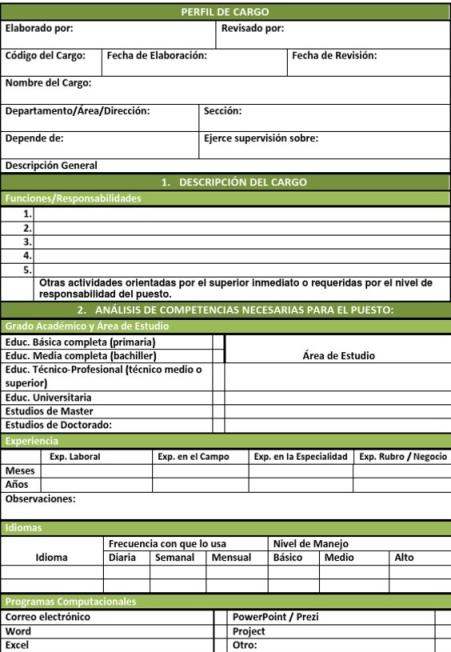 PERFIL DE CARGO
Elaborado por: Revisado por:
Código del Cargo: Fecha de Elaboración: Fecha de Revisión:
Nombre del Cargo:
Departamento/Área/Dirección: Sección:
Depende de: Ejerce supervisión sobre:
Descripción General
1. DESCRIPCIÓN DEL CARGO
Funciones/Responsabilidades
1.
2.
3.
4.
5.
Otras actividades orientadas por el superior inmediato o requeridas por el nivel de
responsabilidad del puesto.
2. ANÁLISIS DE COMPETENCIAS NECESARIAS PARA EL PUESTO:
Grado Académico y Área de Estudio
Educ. Básica completa (primaria)
Educ. Media completa (bachiller) Área de Estudio
Educ. Técnico-Profesional (técnico medio o
superior)
Educ. Universitaria
Estudios de Master
Estudios de Doctorado:
Experiencia
Exp. Laboral Exp. en el Campo Exp. en la Especialidad Exp. Rubro / Negocio
Meses
Años
Observaciones:
Idiomas
Frecuencia con que lo usa Nivel de Manejo
Idioma Diaria Semanal Mensual Básico Medio Alto
Programas Computacionales
Correo electrónico PowerPoint / Prezi
Word Project
Excel Otro: